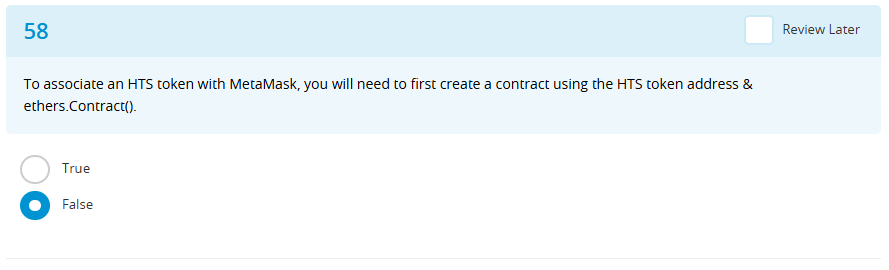 58
Review Later
To associate an HTS token with MetaMask, you will need to first create a contract using the HTS token address &
ethers.Contract().
True
False